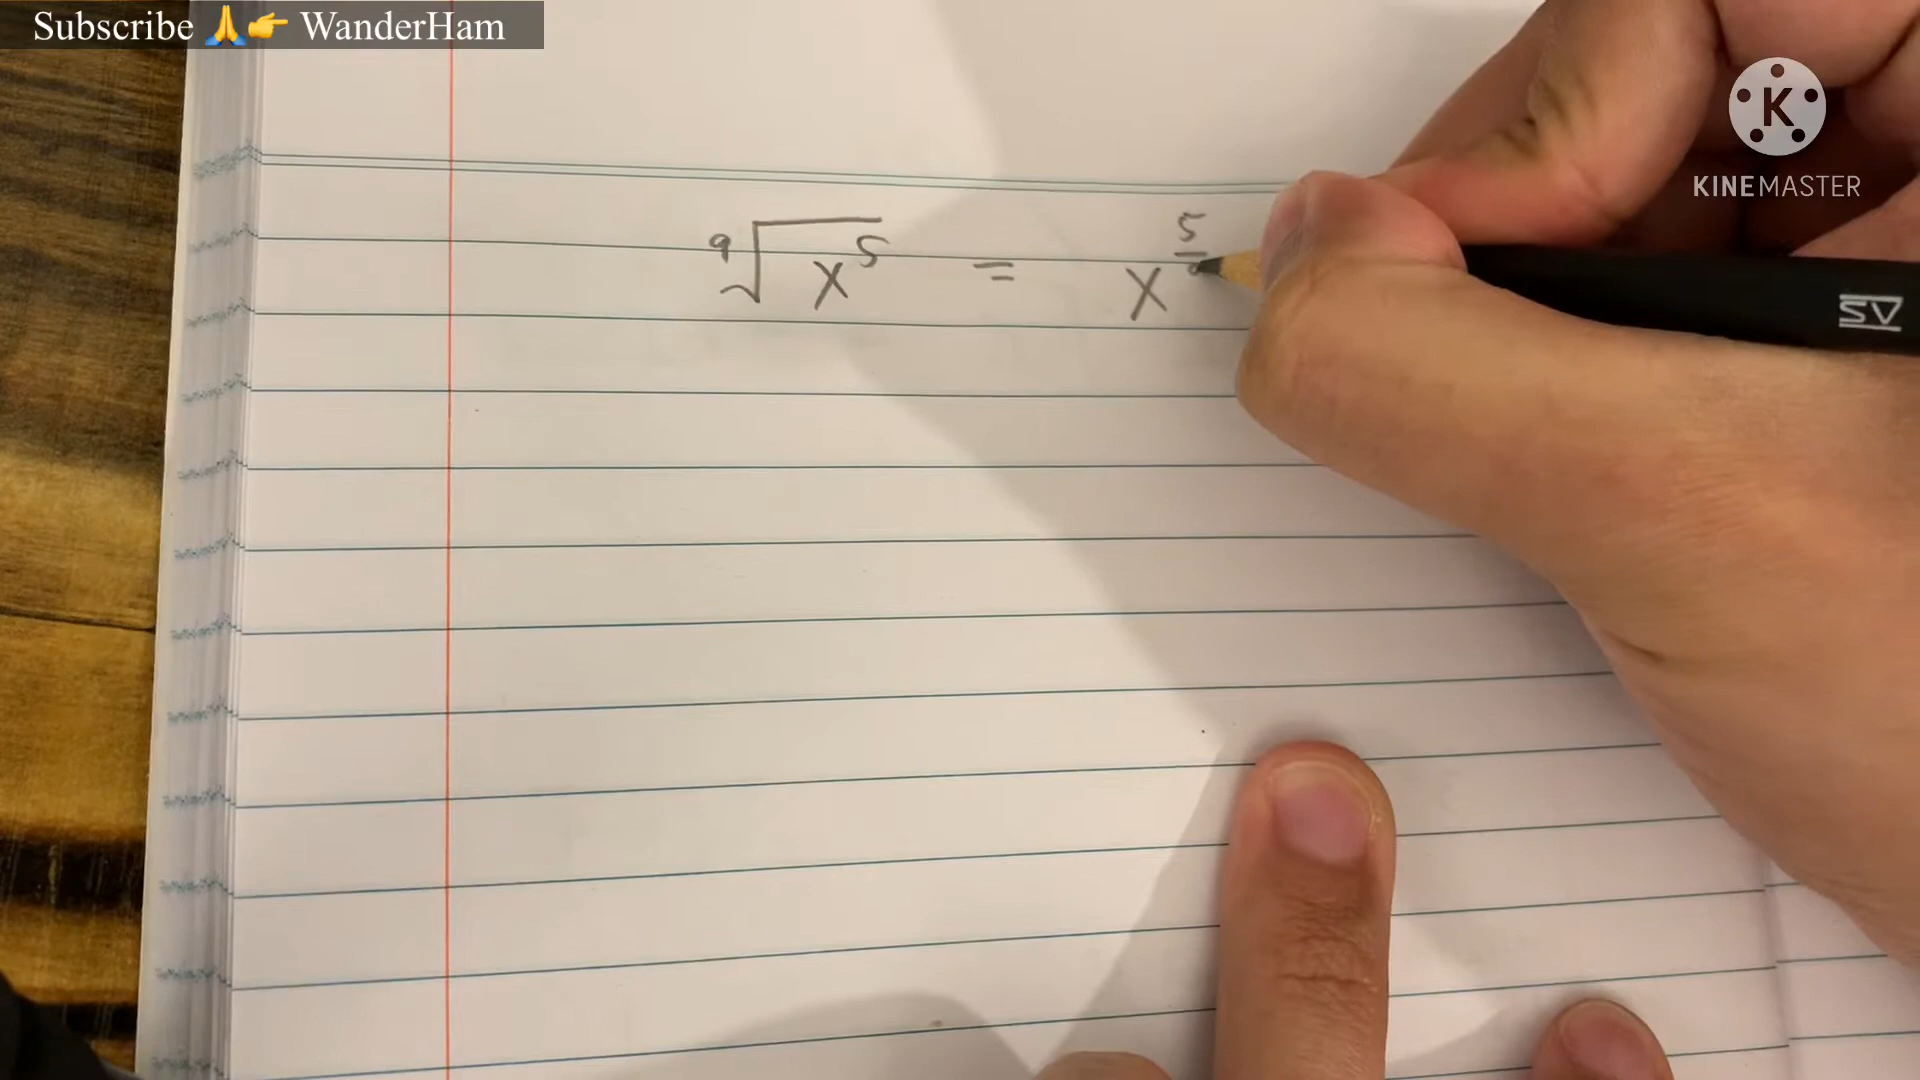 Subscribe 🙏👉 WanderHam
K
KINEMASTER
⁹√x⁵ = x^5/
SV